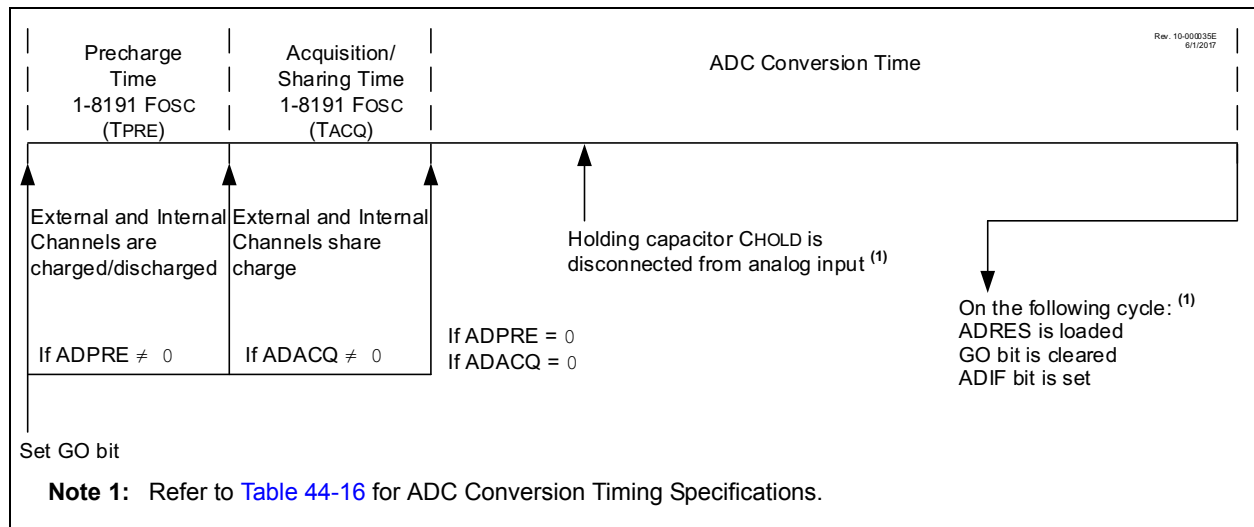 Rev. 10-000035E
6/1/2017
Precharge
Time
1-8191 FOSC
(TPRE)
Acquisition/
Sharing Time
1-8191 FOSC
(TACQ)
ADC Conversion Time
External and Internal
Channels are
charged/discharged
External and Internal
Channels share
charge
Holding capacitor CHOLD is
disconnected from analog input (1)
On the following cycle: (1)
ADRES is loaded
GO bit is cleared
ADIF bit is set
If ADPRE ≠ 0
If ADACQ ≠ 0
If ADPRE = 0
If ADACQ = 0
Set GO bit
Note 1: Refer to Table 44-16 for ADC Conversion Timing Specifications.